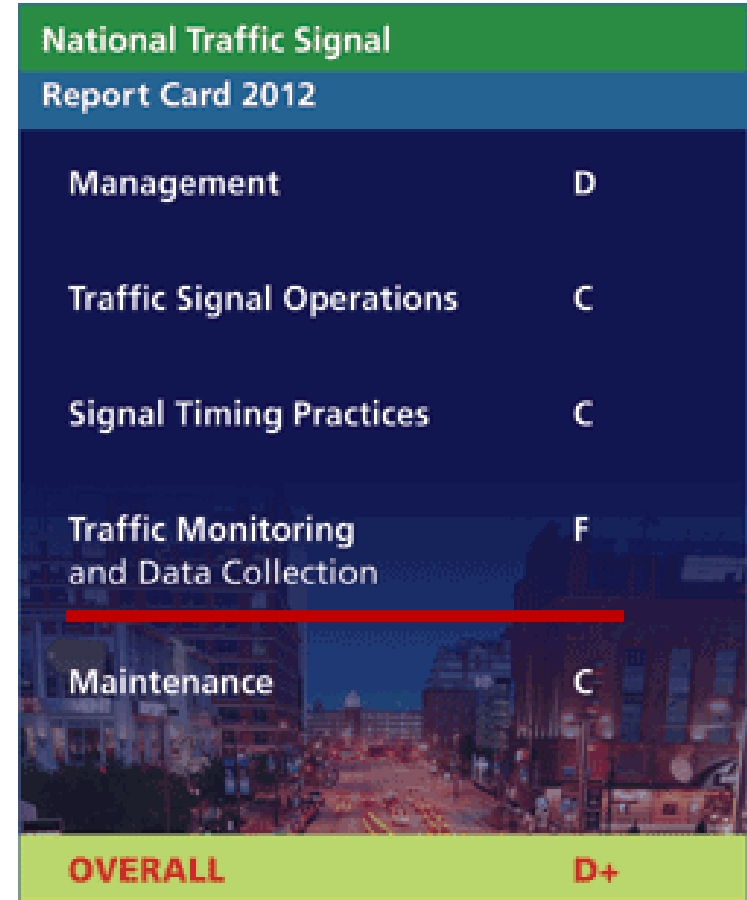 National Traffic Signal
Report Card 2012
Management D
Traffic Signal Operations C
Signal Timing Practices C
Traffic Monitoring F
and Data Collection
Maintenance C
OVERALL D+